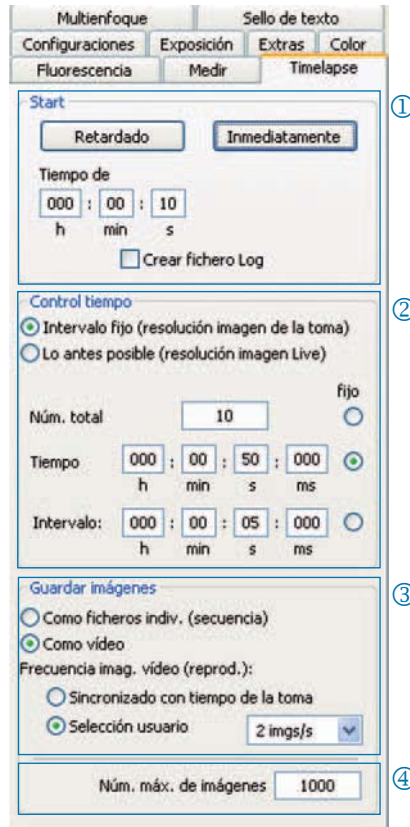 Multienfoque Sello de texto
Configuraciones Exposición Extras Color
Fluorescencia Medir Timelapse
Start ①
Retardado Inmediatamente
Tiempo de
000 : 00 : 10
h min s
Crear fichero Log
Control tiempo ②
Intervalo fijo (resolución imagen de la toma)
Lo antes posible (resolución imagen Live)
fijo
Núm. total 10
Tiempo 000 : 00 : 50 : 000
h min s ms
Intervalo: 000 : 00 : 05 : 000
h min s ms
Guardar imágenes ③
Como ficheros indiv. (secuencia)
Como vídeo
Frecuencia imag. vídeo (reprod.):
Sincronizado con tiempo de la toma
Selección usuario 2 imgs/s
Núm. máx. de imágenes 1000 ④